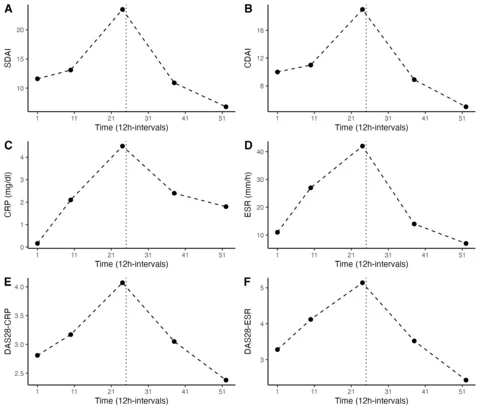 A
SDAI
20
15
10
1 11 21 31 41 51
Time (12h-intervals)
B
CDAI
16
12
8
1 11 21 31 41 51
Time (12h-intervals)
C
CRP (mg/dl)
4
3
2
1
0
1 11 21 31 41 51
Time (12h-intervals)
D
ESR (mm/h)
40
30
20
10
1 11 21 31 41 51
Time (12h-intervals)
E
DAS28-CRP
4.0
3.5
3.0
2.5
1 11 21 31 41 51
Time (12h-intervals)
F
DAS28-ESR
5
4
3
1 11 21 31 41 51
Time (12h-intervals)